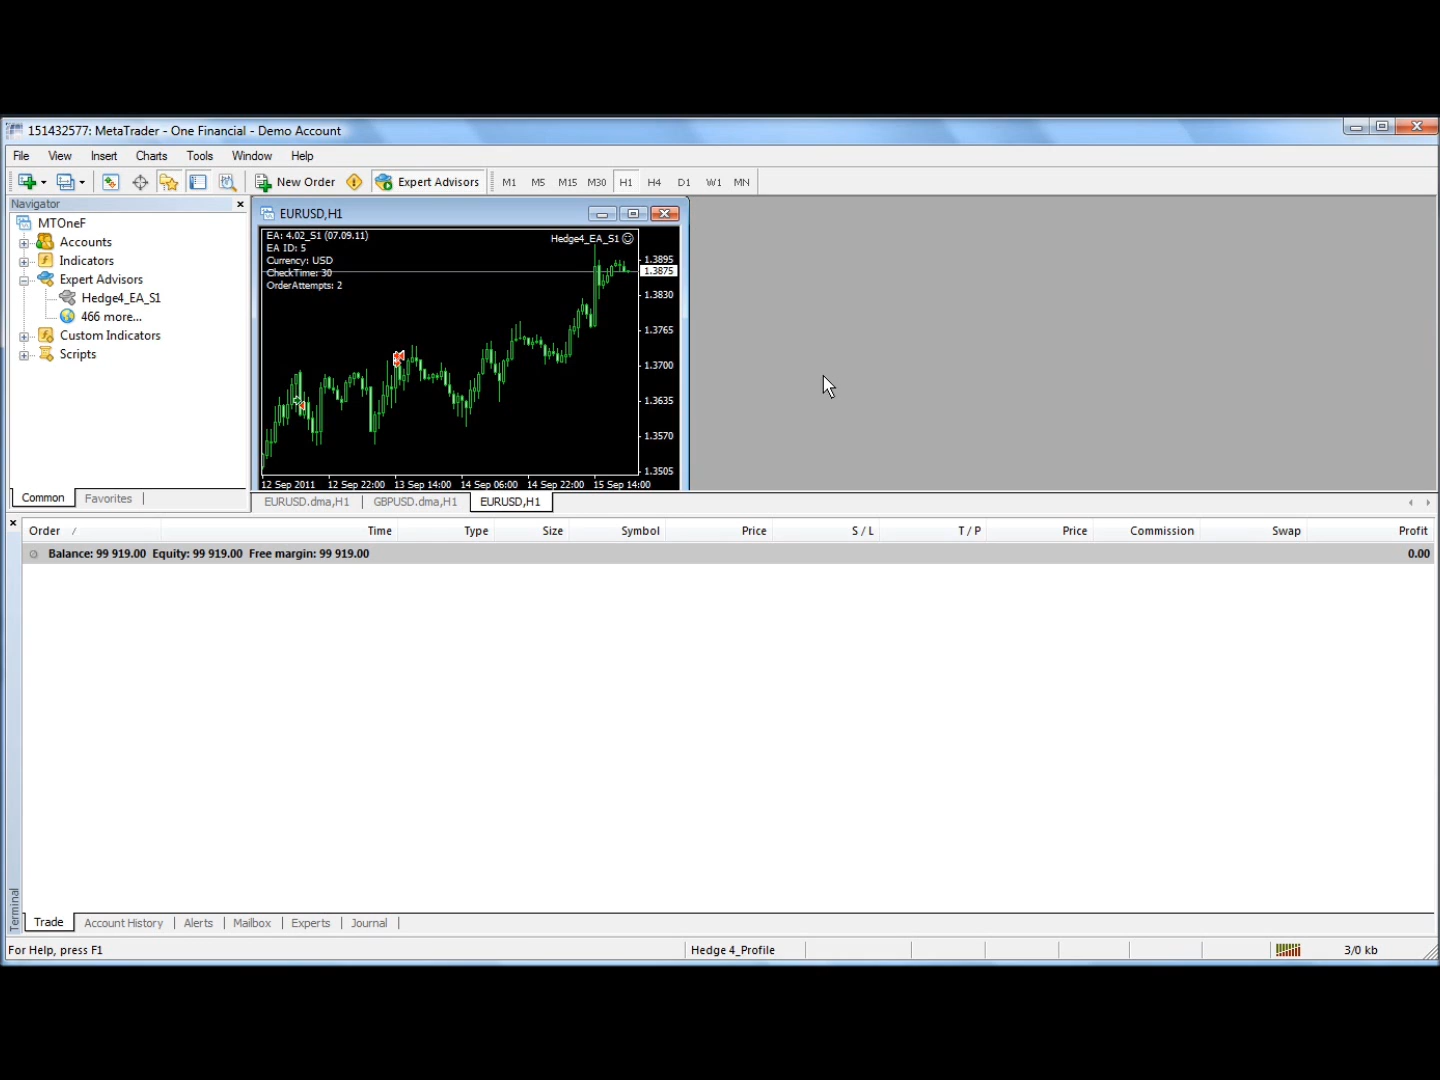 151432577: MetaTrader - One Financial - Demo Account
File View Insert Charts Tools Window Help
New Order Expert Advisors M1 M5 M15 M30 H1 H4 D1 W1 MN
Navigator
MTOneF
Accounts
Indicators
Expert Advisors
Hedge4_EA_S1
466 more...
Custom Indicators
Scripts
Common Favorites
EURUSD,H1
EA: 4.02_S1 (07.09.11)
EA ID: 5
Currency: USD
CheckTime: 30
OrderAttempts: 2
Hedge4_EA_S1
1.3895
1.3875
1.3830
1.3765
1.3700
1.3635
1.3570
1.3505
12 Sep 2011 12 Sep 22:00 13 Sep 14:00 14 Sep 06:00 14 Sep 22:00 15 Sep 14:00
EURUSD.dma,H1 GBPUSD.dma,H1 EURUSD,H1
Order / Time Type Size Symbol Price S / L T / P Price Commission Swap Profit
Balance: 99 919.00 Equity: 99 919.00 Free margin: 99 919.00 0.00
Terminal
Trade Account History Alerts Mailbox Experts Journal
For Help, press F1 Hedge 4_Profile 3/0 kb